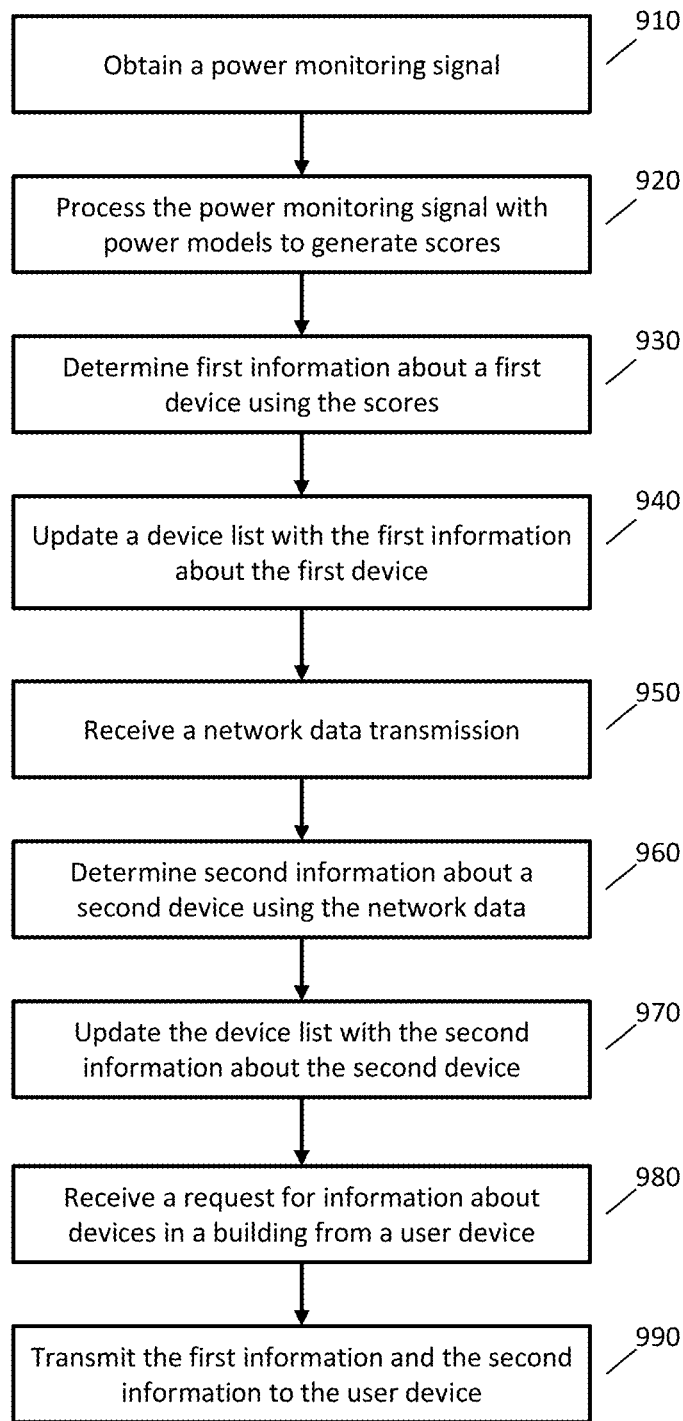 910
Obtain a power monitoring signal
920
Process the power monitoring signal with
power models to generate scores
930
Determine first information about a first
device using the scores
940
Update a device list with the first information
about the first device
950
Receive a network data transmission
960
Determine second information about a
second device using the network data
970
Update the device list with the second
information about the second device
980
Receive a request for information about
devices in a building from a user device
990
Transmit the first information and the second
information to the user device